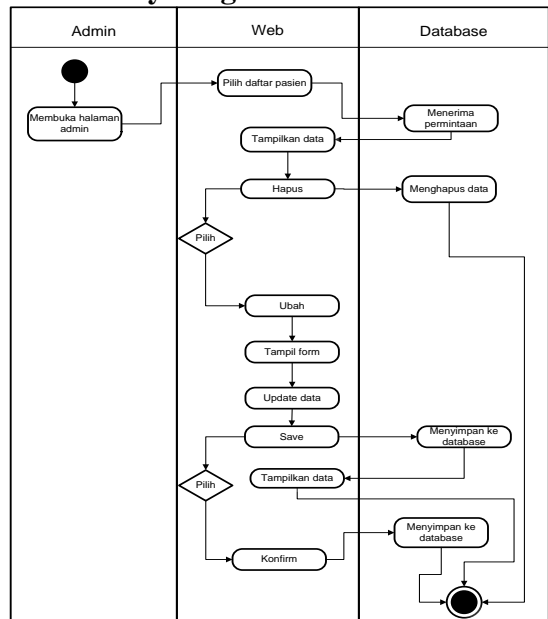 Admin
Web
Database
Pilih daftar pasien
Membuka halaman
admin
Menerima
permintaan
Tampilkan data
Hapus
Menghapus data
Pilih
Ubah
Tampil form
Update data
Save
Menyimpan ke
database
Pilih
Tampilkan data
Menyimpan ke
database
Konfirm